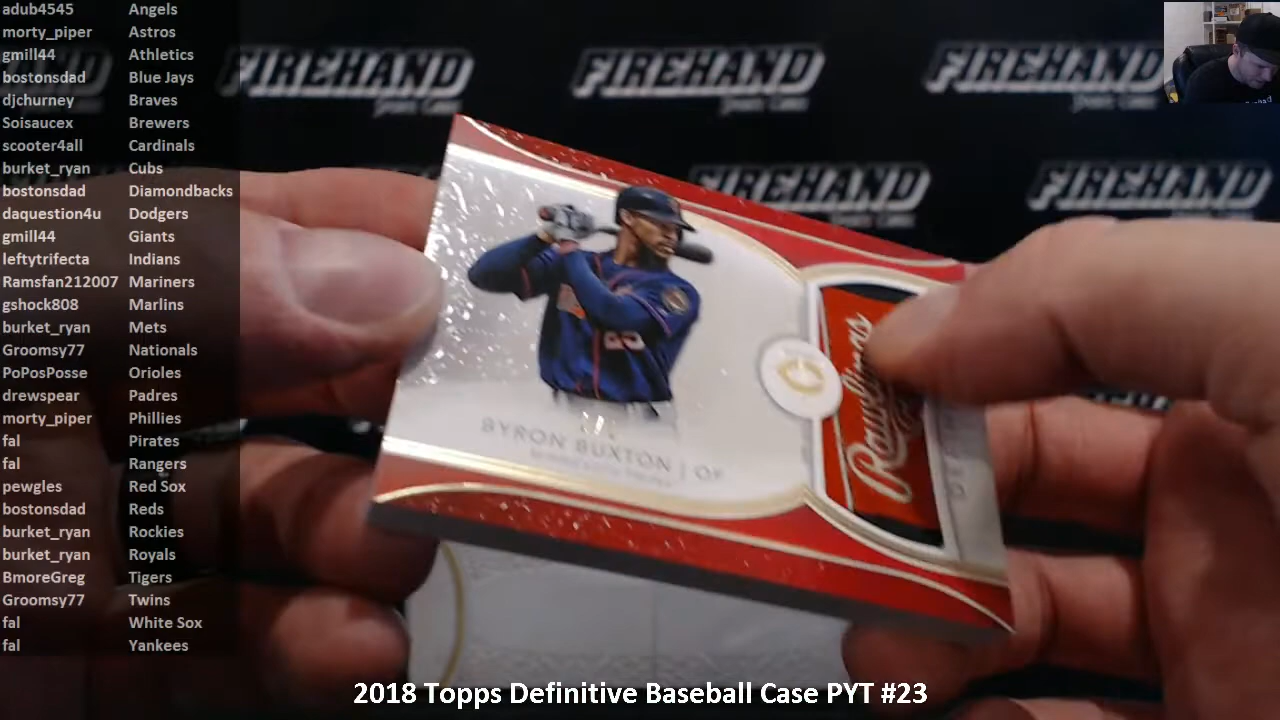 adub4545 Angels
morty_piper Astros
gmill44 Athletics
bostonsdad Blue Jays
djchurney Braves
Soisaucex Brewers
scooter4all Cardinals
burket_ryan Cubs
bostonsdad Diamondbacks
daquestion4u Dodgers
gmill44 Giants
leftytrifecta Indians
Ramsfan212007 Mariners
gshock808 Marlins
burket_ryan Mets
Groomsy77 Nationals
PoPosPosse Orioles
drewspear Padres
morty_piper Phillies
fal Pirates
fal Rangers
pewgles Red Sox
bostonsdad Reds
burket_ryan Rockies
burket_ryan Royals
BmoreGreg Tigers
Groomsy77 Twins
fal White Sox
fal Yankees
FIREHAND
FIREHAND
FIREHAND
FIREHAND
FIREHAND
BYRON BUXTON | OF
Rawlings
2018 Topps Definitive Baseball Case PYT #23